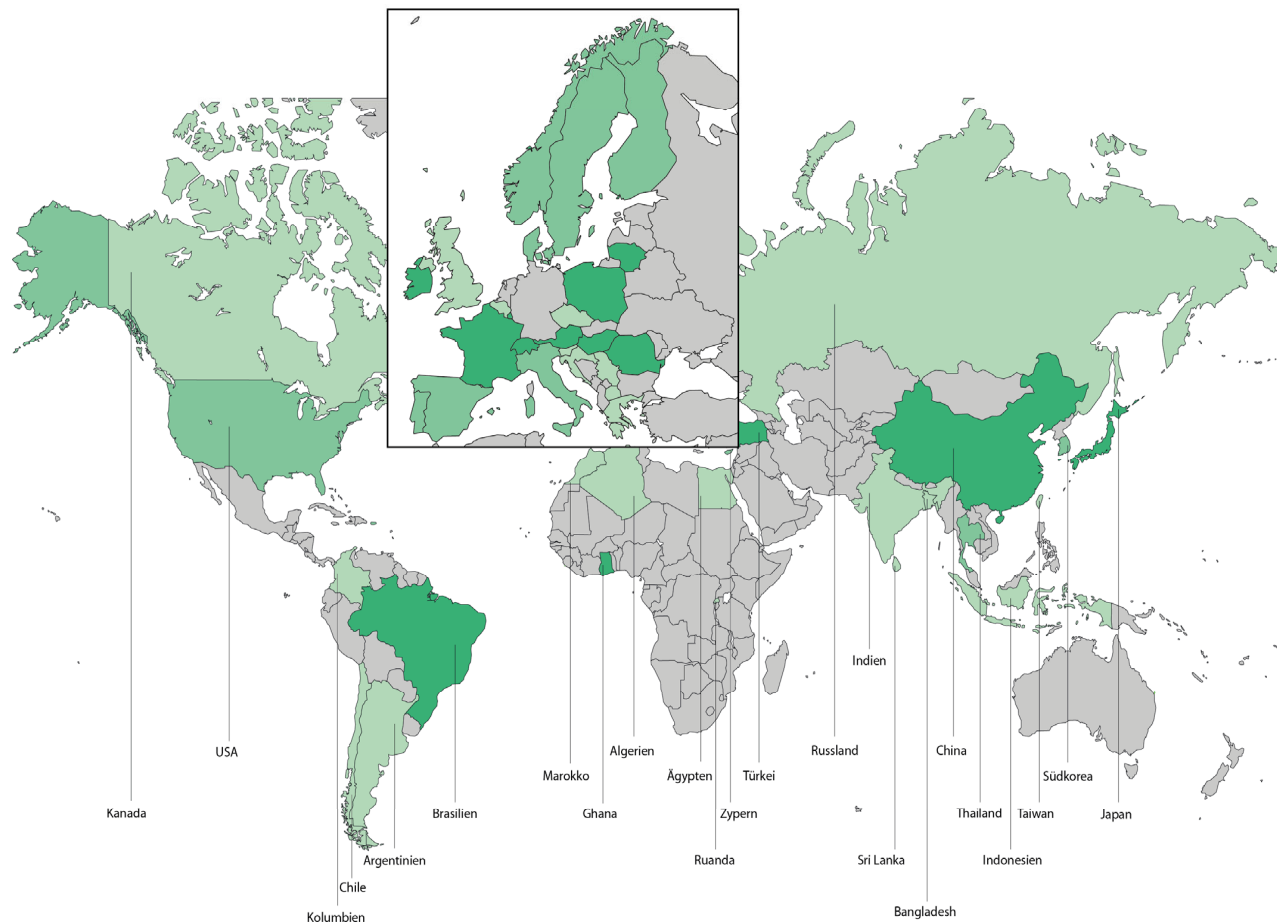 Indien
USA
Algerien
Russland
China
Marokko
Ägypten
Türkei
Südkorea
Kanada
Brasilien
Ghana
Zypern
Thailand
Taiwan
Japan
Argentinien
Ruanda
Sri Lanka
Indonesien
Chile
Kolumbien
Bangladesh